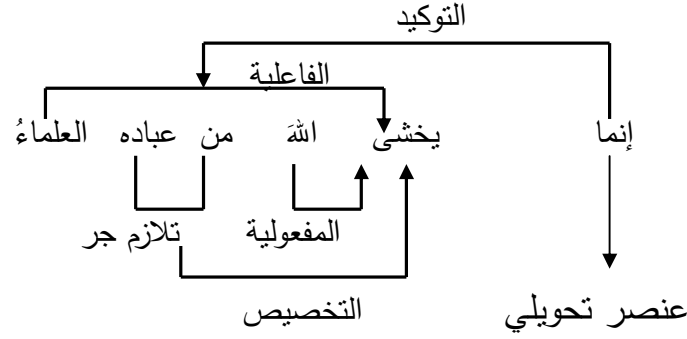 التوكيد
الفاعلية
إنما يخشى اللهَ من عباده العلماءُ
المفعولية تلازم جر
عنصر تحويلي التخصيص